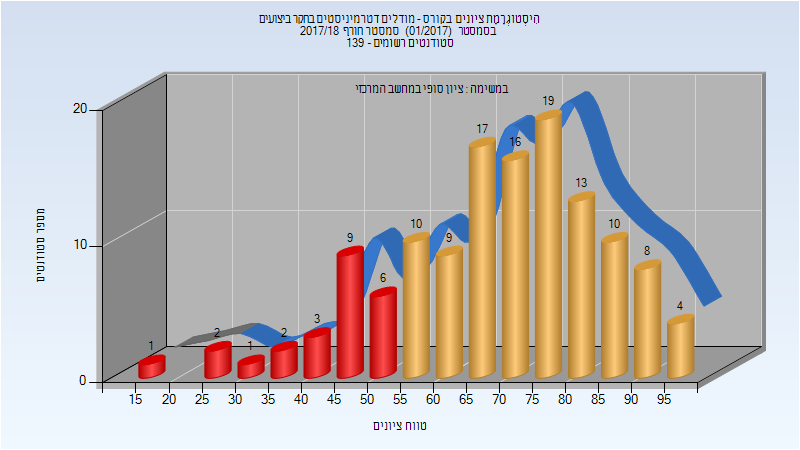 היסטוגרמת ציונים בקורס - מודלים דטרמיניסטים בחקר ביצועים
בסמסטר (01/2017) סמסטר חורף 2017/18
סטודנטים רשומים - 139
במשימה : ציון סופי במחשב המרכזי
מספר סטודנטים
20
10
0
1
2
1
2
3
9
6
10
9
17
16
19
13
10
8
4
15 20 25 30 35 40 45 50 55 60 65 70 75 80 85 90 95
טווח ציונים